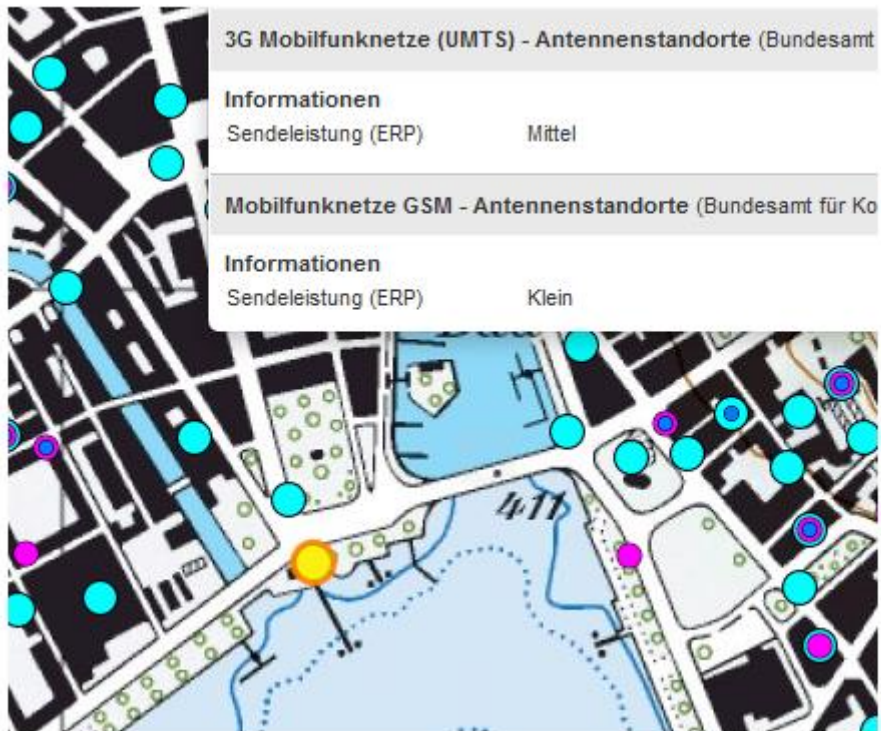 3G Mobilfunknetze (UMTS) - Antennenstandorte (Bundesamt
Informationen
Sendeleistung (ERP) Mittel
Mobilfunknetze GSM - Antennenstandorte (Bundesamt für Ko
Informationen
Sendeleistung (ERP) Klein
411